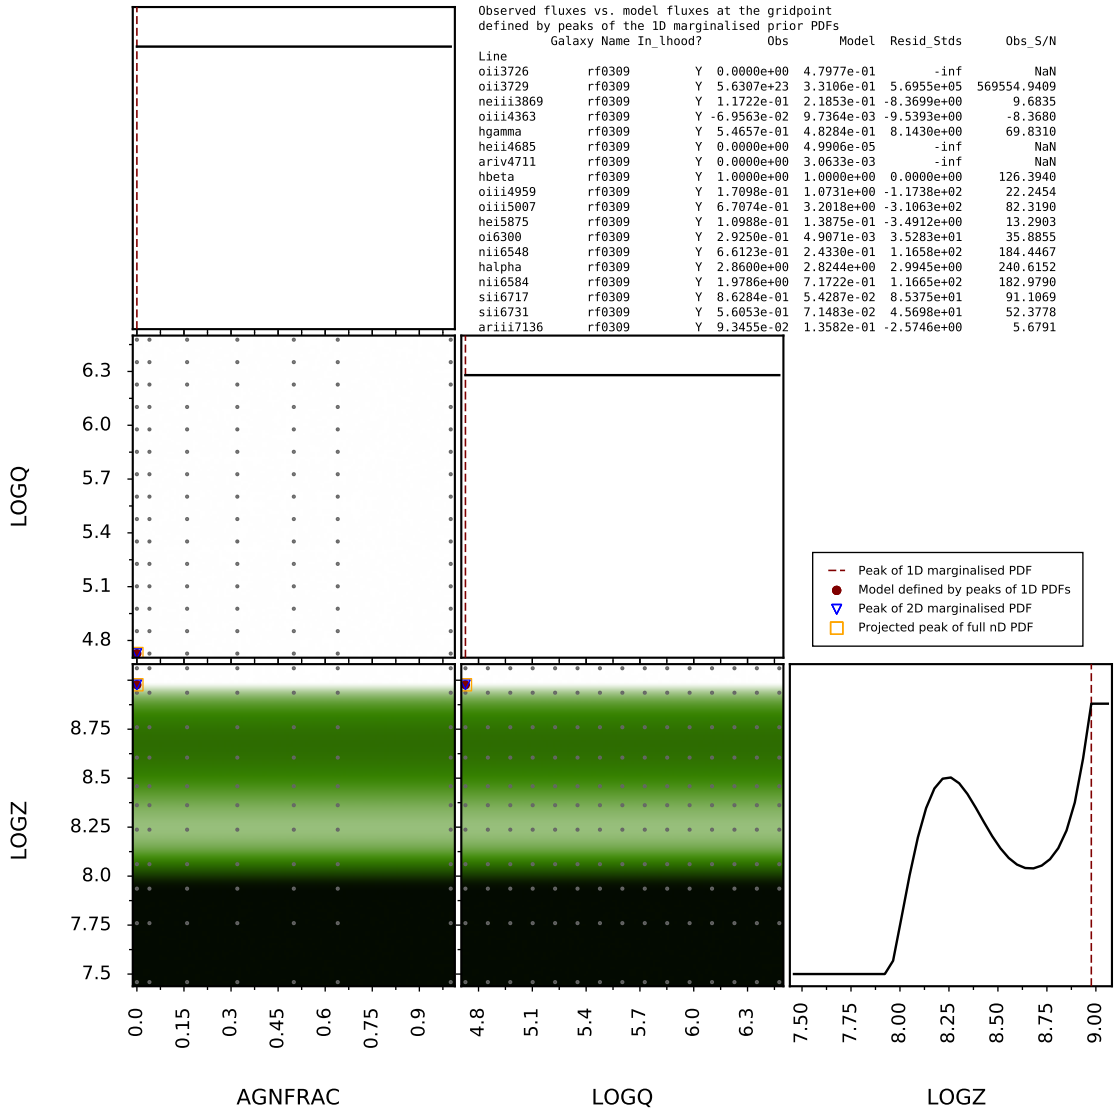 Observed fluxes vs. model fluxes at the gridpoint
defined by peaks of the 1D marginalised prior PDFs
Galaxy Name In_lhood? Obs Model Resid_Stds Obs_S/N
Line
oii3726 rf0309 Y 0.0000e+00 4.7977e-01 -inf NaN
oii3729 rf0309 Y 5.6307e+23 3.3106e-01 5.6955e+05 569554.9409
neiii3869 rf0309 Y 1.1722e-01 2.1853e-01 -8.3699e+00 9.6835
oiii4363 rf0309 Y -6.9563e-02 9.7364e-03 -9.5393e+00 -8.3680
hgamma rf0309 Y 5.4657e-01 4.8284e-01 8.1430e+00 69.8310
heii4685 rf0309 Y 0.0000e+00 4.9906e-05 -inf NaN
ariv4711 rf0309 Y 0.0000e+00 3.0633e-03 -inf NaN
hbeta rf0309 Y 1.0000e+00 1.0000e+00 0.0000e+00 126.3940
oiii4959 rf0309 Y 1.7098e-01 1.0731e+00 -1.1738e+02 22.2454
oiii5007 rf0309 Y 6.7074e-01 3.2018e+00 -3.1063e+02 82.3190
hei5875 rf0309 Y 1.0988e-01 1.3875e-01 -3.4912e+00 13.2903
oi6300 rf0309 Y 2.9250e-01 4.9071e-03 3.5283e+01 35.8855
nii6548 rf0309 Y 6.6123e-01 2.4330e-01 1.1658e+02 184.4467
halpha rf0309 Y 2.8600e+00 2.8244e+00 2.9945e+00 240.6152
nii6584 rf0309 Y 1.9786e+00 7.1722e-01 1.1665e+02 182.9790
sii6717 rf0309 Y 8.6284e-01 5.4287e-02 8.5375e+01 91.1069
sii6731 rf0309 Y 5.6053e-01 7.1483e-02 4.5698e+01 52.3778
ariii7136 rf0309 Y 9.3455e-02 1.3582e-01 -2.5746e+00 5.6791
6.3
6.0
5.7
5.4
5.1
4.8
LOGQ
Peak of 1D marginalised PDF
Model defined by peaks of 1D PDFs
Peak of 2D marginalised PDF
Projected peak of full nD PDF
8.75
8.5
8.25
8.0
7.75
7.5
LOGZ
0.0 0.15 0.3 0.45 0.6 0.75 0.9
4.8 5.1 5.4 5.7 6.0 6.3
7.50 7.75 8.00 8.25 8.50 8.75 9.00
AGNFRAC LOGQ LOGZ